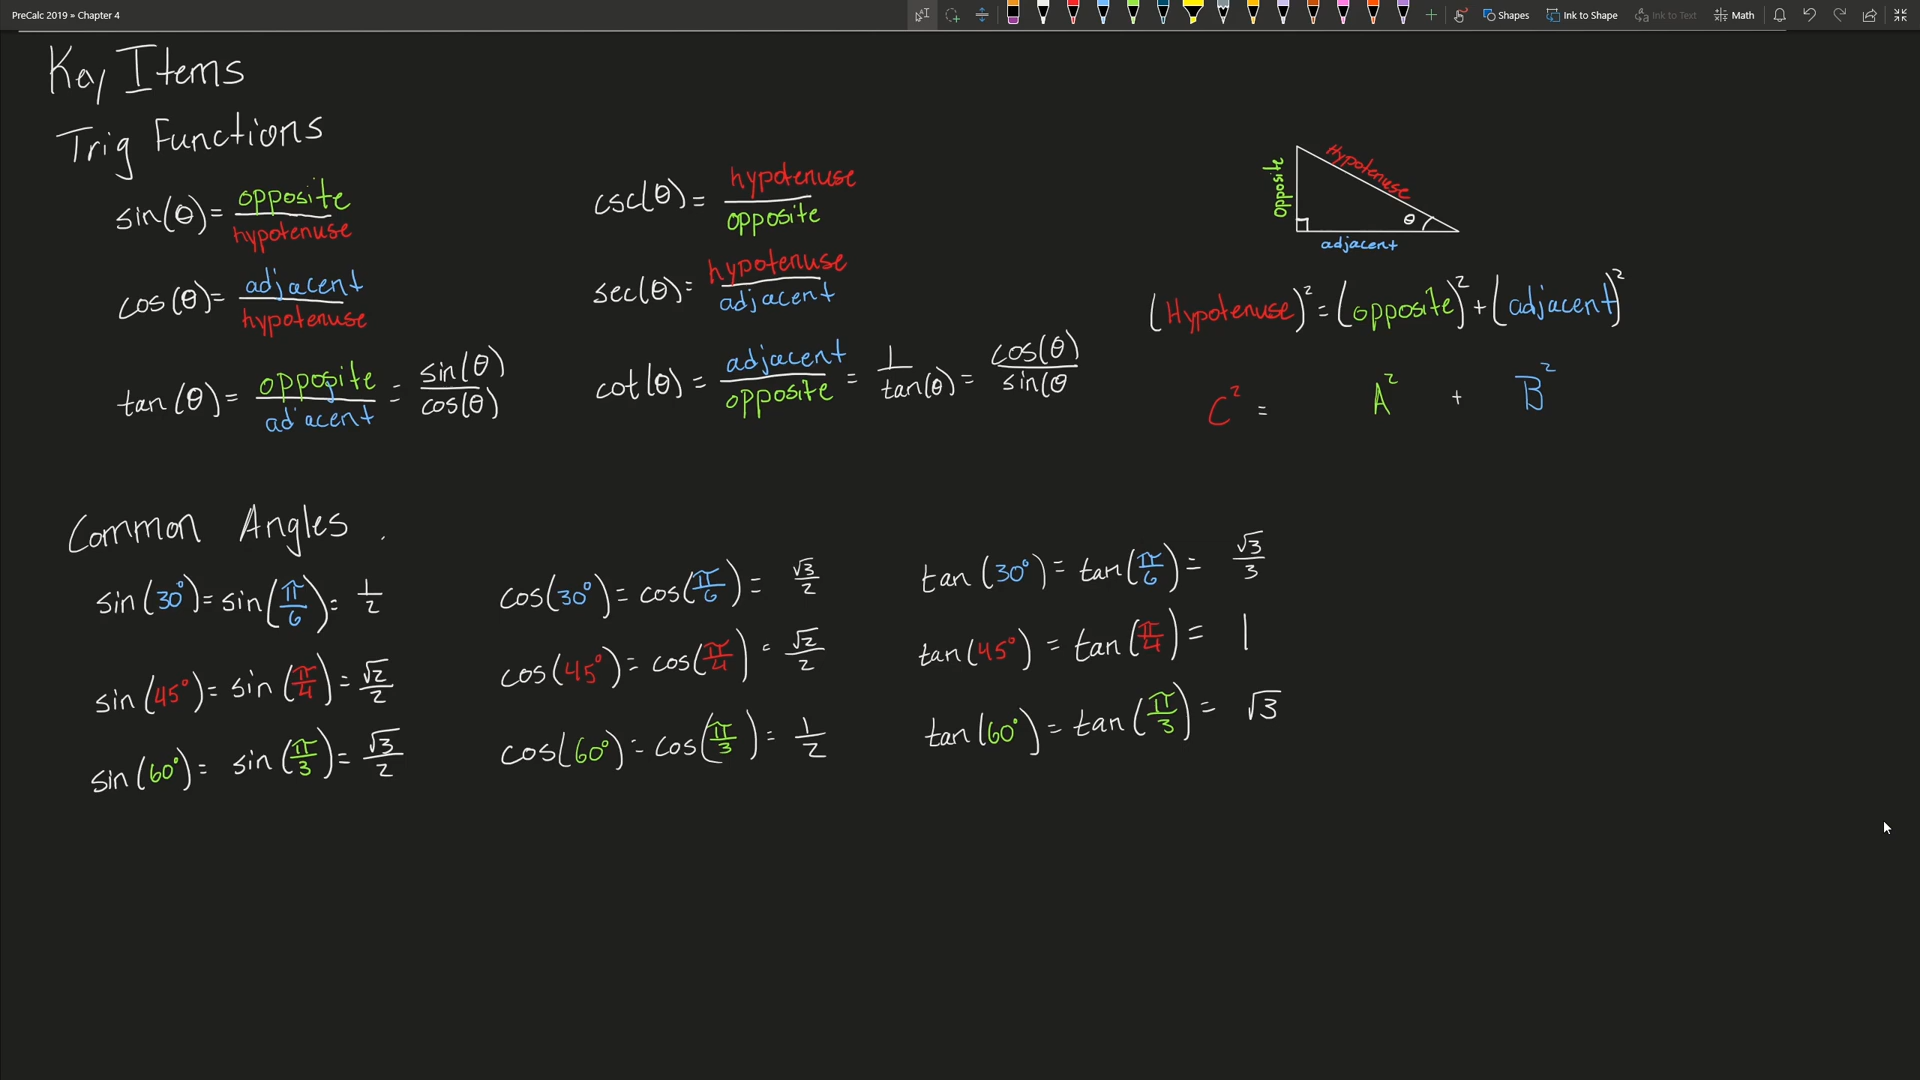 PreCalc 2019 » Chapter 4
Shapes Ink to Shape Ink to Text Math
Key Items
Trig Functions
sin(θ)= opposite/hypotenuse
csc(θ)= hypotenuse/opposite
cos(θ)= adjacent/hypotenuse
sec(θ)= hypotenuse/adjacent
tan(θ)= opposite/adjacent = sin(θ)/cos(θ)
cot(θ) = adjacent/opposite = 1/tan(θ) = cos(θ)/sin(θ
Opposite
Hypotenuse
θ
adjacent
(Hypotenuse)² = (opposite)² + (adjacent)²
C² = A² + B²
Common Angles
sin(30°)= sin(π/6)= 1/2
cos(30°) = cos(π/6) = √3/2
tan(30°) = tan(π/6) = √3/3
sin(45°)= sin(π/4) = √2/2
cos(45°) = cos(π/4) = √2/2
tan(45°) = tan(π/4) = 1
sin(60°)= sin(π/3)= √3/2
cos(60°) = cos(π/3) = 1/2
tan(60°) = tan(π/3) = √3